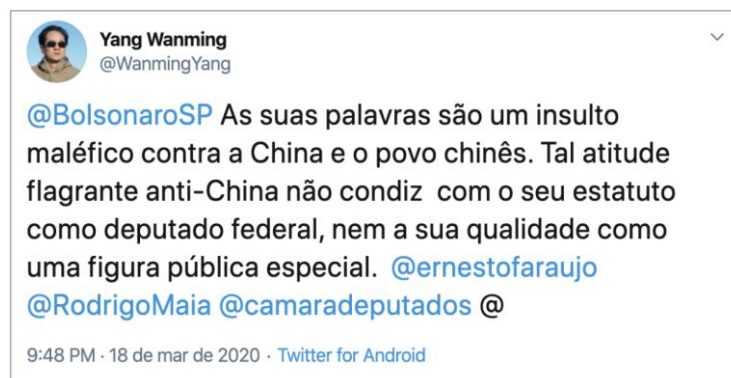 Yang Wanming
@WanmingYang
@BolsonaroSP As suas palavras são um insulto
maléfico contra a China e o povo chinês. Tal atitude
flagrante anti-China não condiz  com o seu estatuto
como deputado federal, nem a sua qualidade como
uma figura pública especial.  @ernestofaraujo
@RodrigoMaia @camaradeputados @
9:48 PM · 18 de mar de 2020 · Twitter for Android